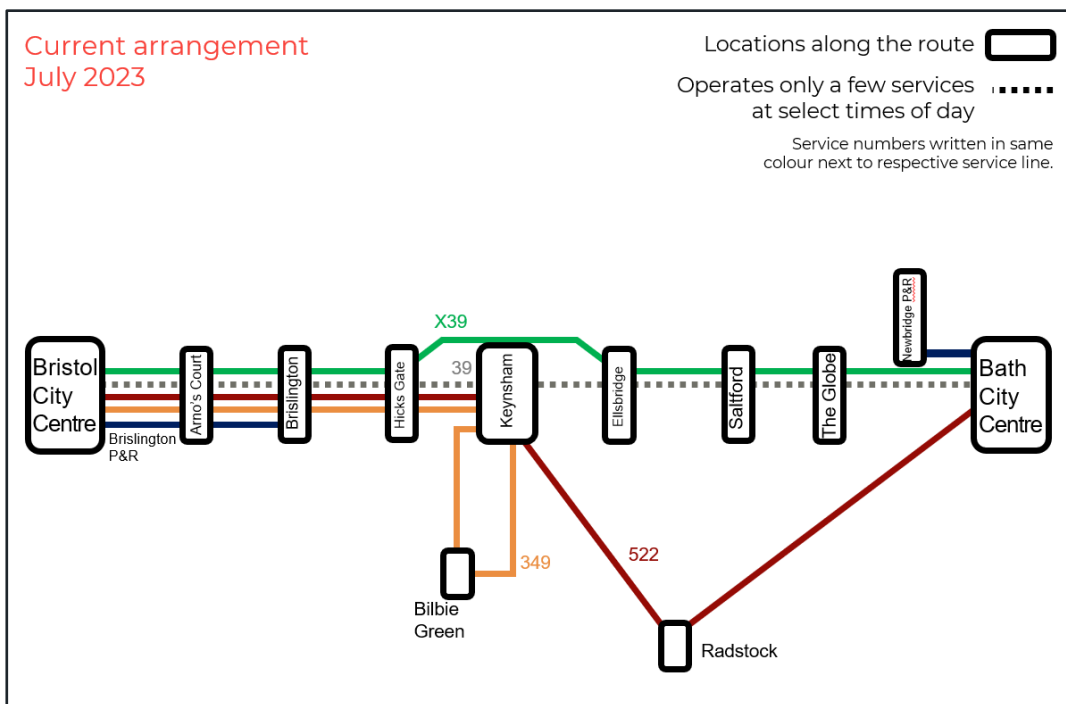 Current arrangement
July 2023
Locations along the route
Operates only a few services
at select times of day
Service numbers written in same
colour next to respective service line.
X39
39
Bristol
City
Centre
Arno's Court
Brislington
Hicks Gate
Keynsham
Ellsbridge
Saltford
The Globe
Newbridge P&R
Bath
City
Centre
Brislington
P&R
349
522
Bilbie
Green
Radstock